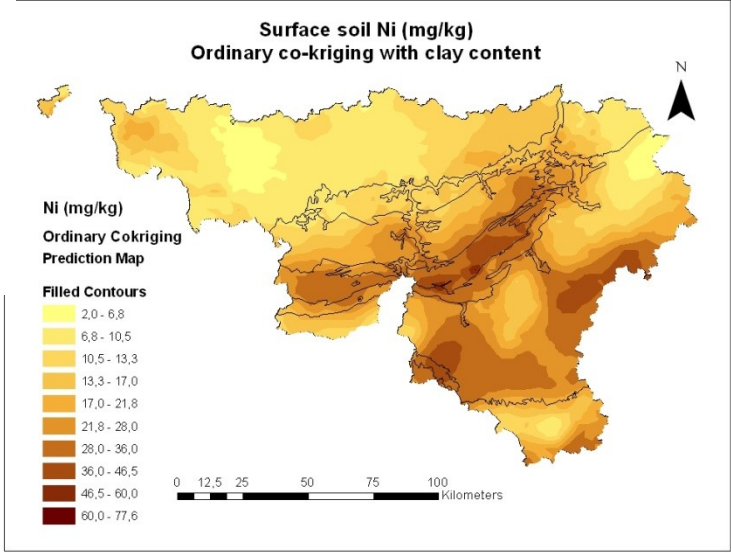 Surface soil Ni (mg/kg)
Ordinary co-kriging with clay content
N
Ni (mg/kg)
Ordinary Cokriging
Prediction Map
Filled Contours
2,0 - 6,8
6,8 - 10,5
10,5 - 13,3
13,3 - 17,0
17,0 - 21,8
21,8 - 28,0
28,0 - 36,0
36,0 - 46,5
46,5 - 60,0
60,0 - 77,6
0 12,5 25 50 75 100
Kilometers